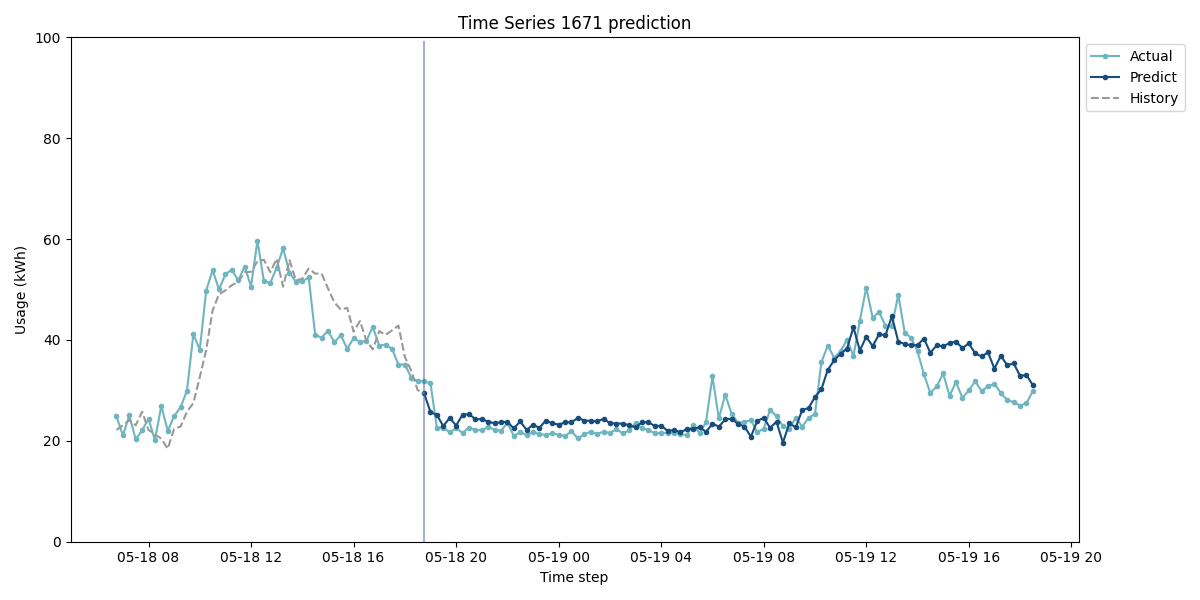 Time Series 1671 prediction
100
80
60
40
20
0
Usage (kWh)
05-18 08
05-18 12
05-18 16
05-18 20
05-19 00
05-19 04
05-19 08
05-19 12
05-19 16
05-19 20
Time step
Actual
Predict
History